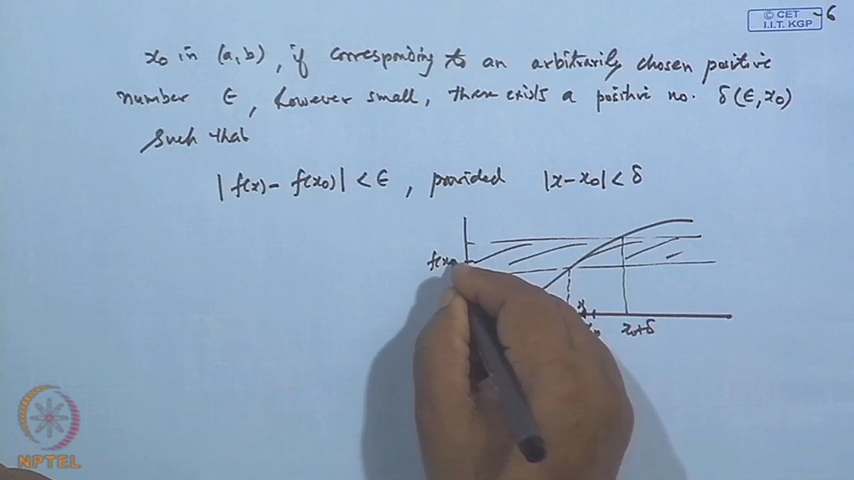 © CET
I.I.T. KGP
-6
x₀ in (a,b), if corresponding to an arbitrarily chosen positive
number ε, however small, there exists a positive no. δ(ε,x₀)
such that
|f(x) - f(x₀)| < ε, provided |x-x₀| < δ
f(x₀
x₀+δ
NPTEL